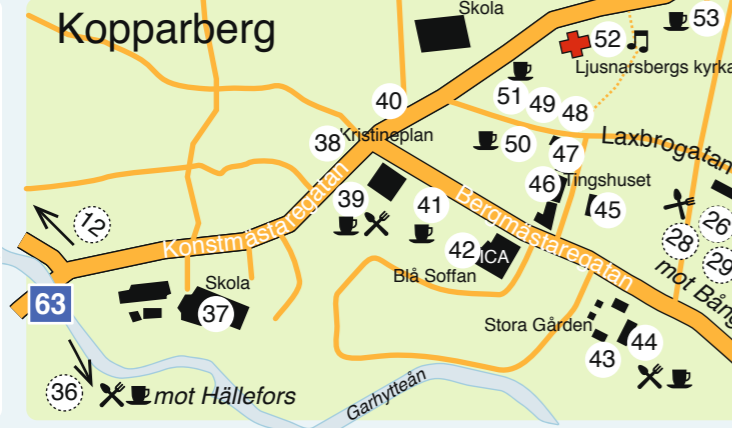 Kopparberg
Skola
53
52
Ljusnarsbergs kyrka
40
51
49
48
38
Kristineplan
50
Laxbrogatan
47
39
46
Tingshuset
41
45
Konstmästaregatan
Bergmästaregatan
12
26
28
42
ICA
29
Blå Soffan
mot Bång
63
Skola
37
Stora Gården
44
43
36
mot Hällefors
Garhytteån